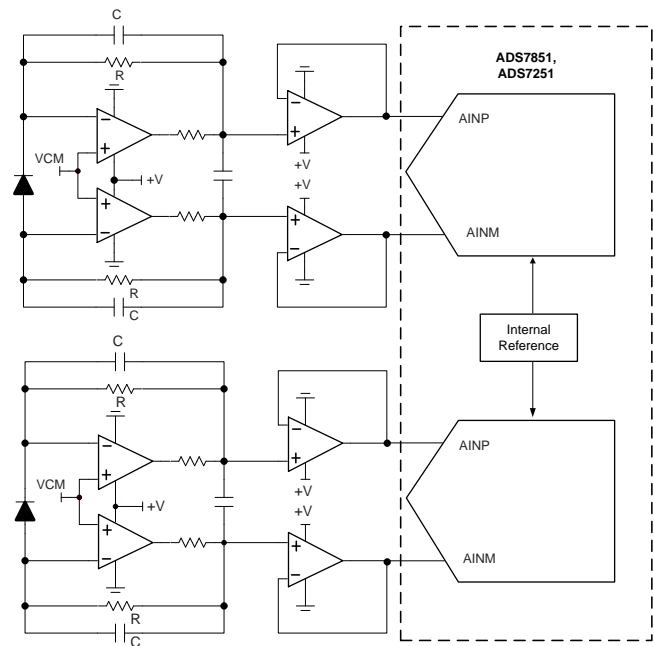 C
R
ADS7851,
ADS7251
AINP
VCM
+V
+V
+V
AINM
R
C
Internal
Reference
C
R
AINP
VCM
+V
+V
+V
AINM
R
C